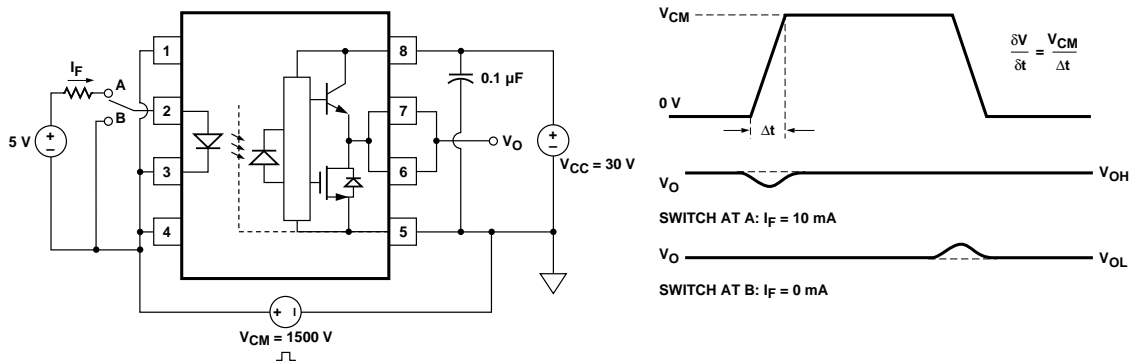 I_F
A
B
5 V
+
–
1
2
3
4
8
7
6
5
0.1 µF
V_O
+
–
V_CC = 30 V
+ –
V_CM = 1500 V
V_CM
0 V
Δt
δV/δt = V_CM/Δt
V_O
V_OH
SWITCH AT A: I_F = 10 mA
V_O
V_OL
SWITCH AT B: I_F = 0 mA